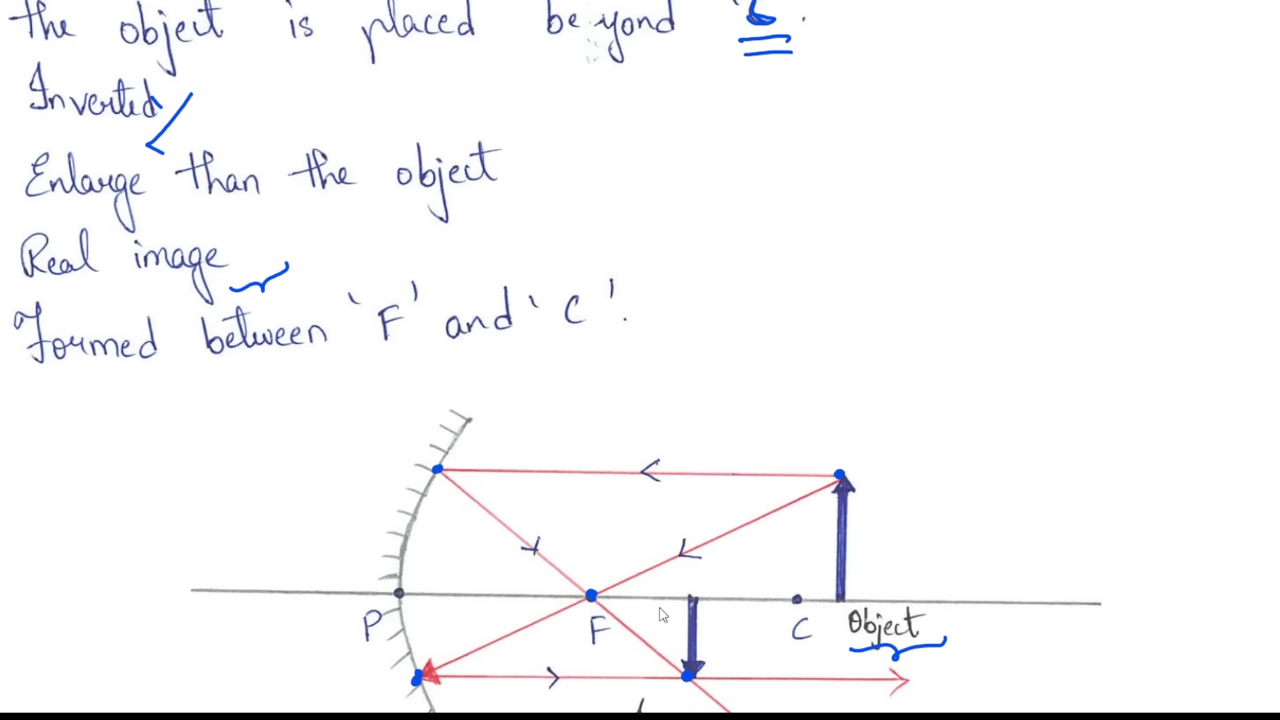 the object is placed beyond 'C'.
Inverted
Enlarge than the object
Real image
Formed between 'F' and 'C'.
P
F
C
Object